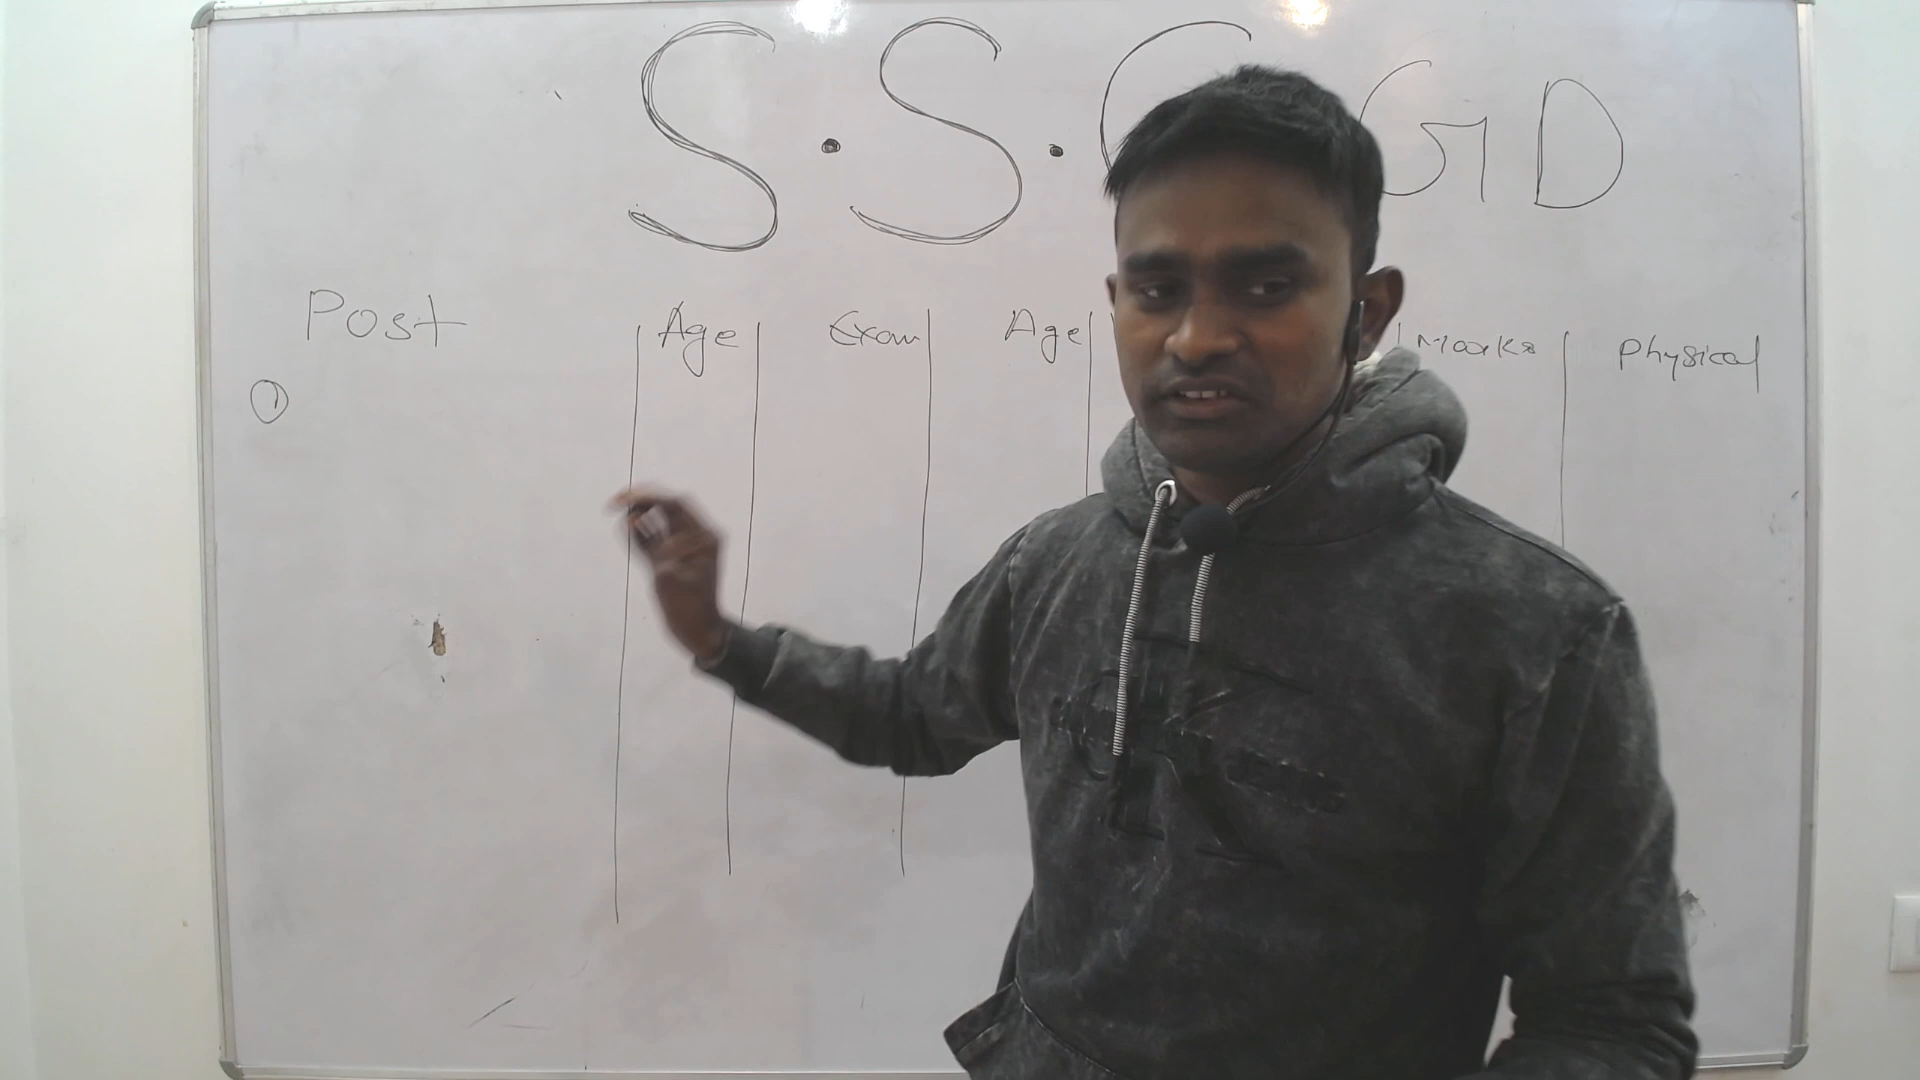 S.S.C GD
Post Age Exam Age Marks Physical
①